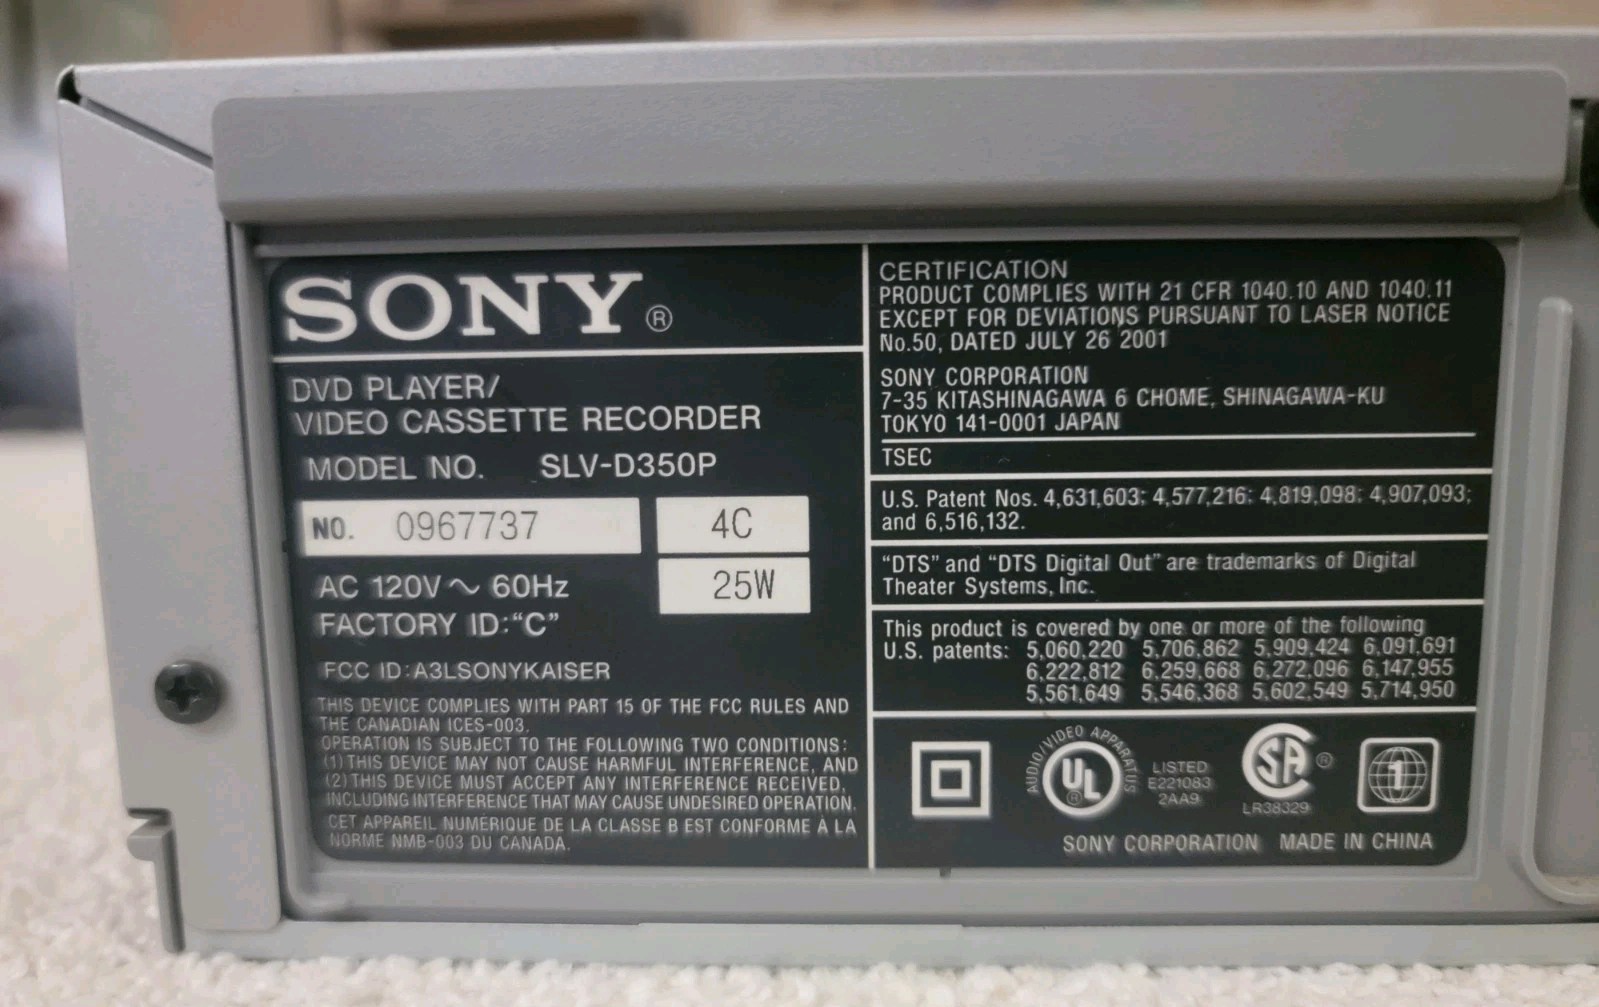 SONY®
DVD PLAYER/
VIDEO CASSETTE RECORDER
MODEL NO. SLV-D350P
NO. 0967737 4C
AC 120V ~ 60Hz 25W
FACTORY ID:“C”
FCC ID:A3LSONYKAISER
THIS DEVICE COMPLIES WITH PART 15 OF THE FCC RULES AND
THE CANADIAN ICES-003.
OPERATION IS SUBJECT TO THE FOLLOWING TWO CONDITIONS:
(1)THIS DEVICE MAY NOT CAUSE HARMFUL INTERFERENCE, AND
(2)THIS DEVICE MUST ACCEPT ANY INTERFERENCE RECEIVED,
INCLUDING INTERFERENCE THAT MAY CAUSE UNDESIRED OPERATION.
CET APPAREIL NUMÉRIQUE DE LA CLASSE B EST CONFORME À LA
NORME NMB-003 DU CANADA.
CERTIFICATION
PRODUCT COMPLIES WITH 21 CFR 1040.10 AND 1040.11
EXCEPT FOR DEVIATIONS PURSUANT TO LASER NOTICE
No.50, DATED JULY 26 2001
SONY CORPORATION
7-35 KITASHINAGAWA 6 CHOME, SHINAGAWA-KU
TOKYO 141-0001 JAPAN
TSEC
U.S. Patent Nos. 4,631,603; 4,577,216; 4,819,098; 4,907,093;
and 6,516,132.
“DTS” and “DTS Digital Out” are trademarks of Digital
Theater Systems, Inc.
This product is covered by one or more of the following
U.S. patents: 5,060,220 5,706,862 5,909,424 6,091,691
6,222,812 6,259,668 6,272,096 6,147,955
5,561,649 5,546,368 5,602,549 5,714,950
AUDIO/VIDEO APPARATUS
UL®
LISTED
E221083
2AA9
SA®
LR38329
1
SONY CORPORATION MADE IN CHINA